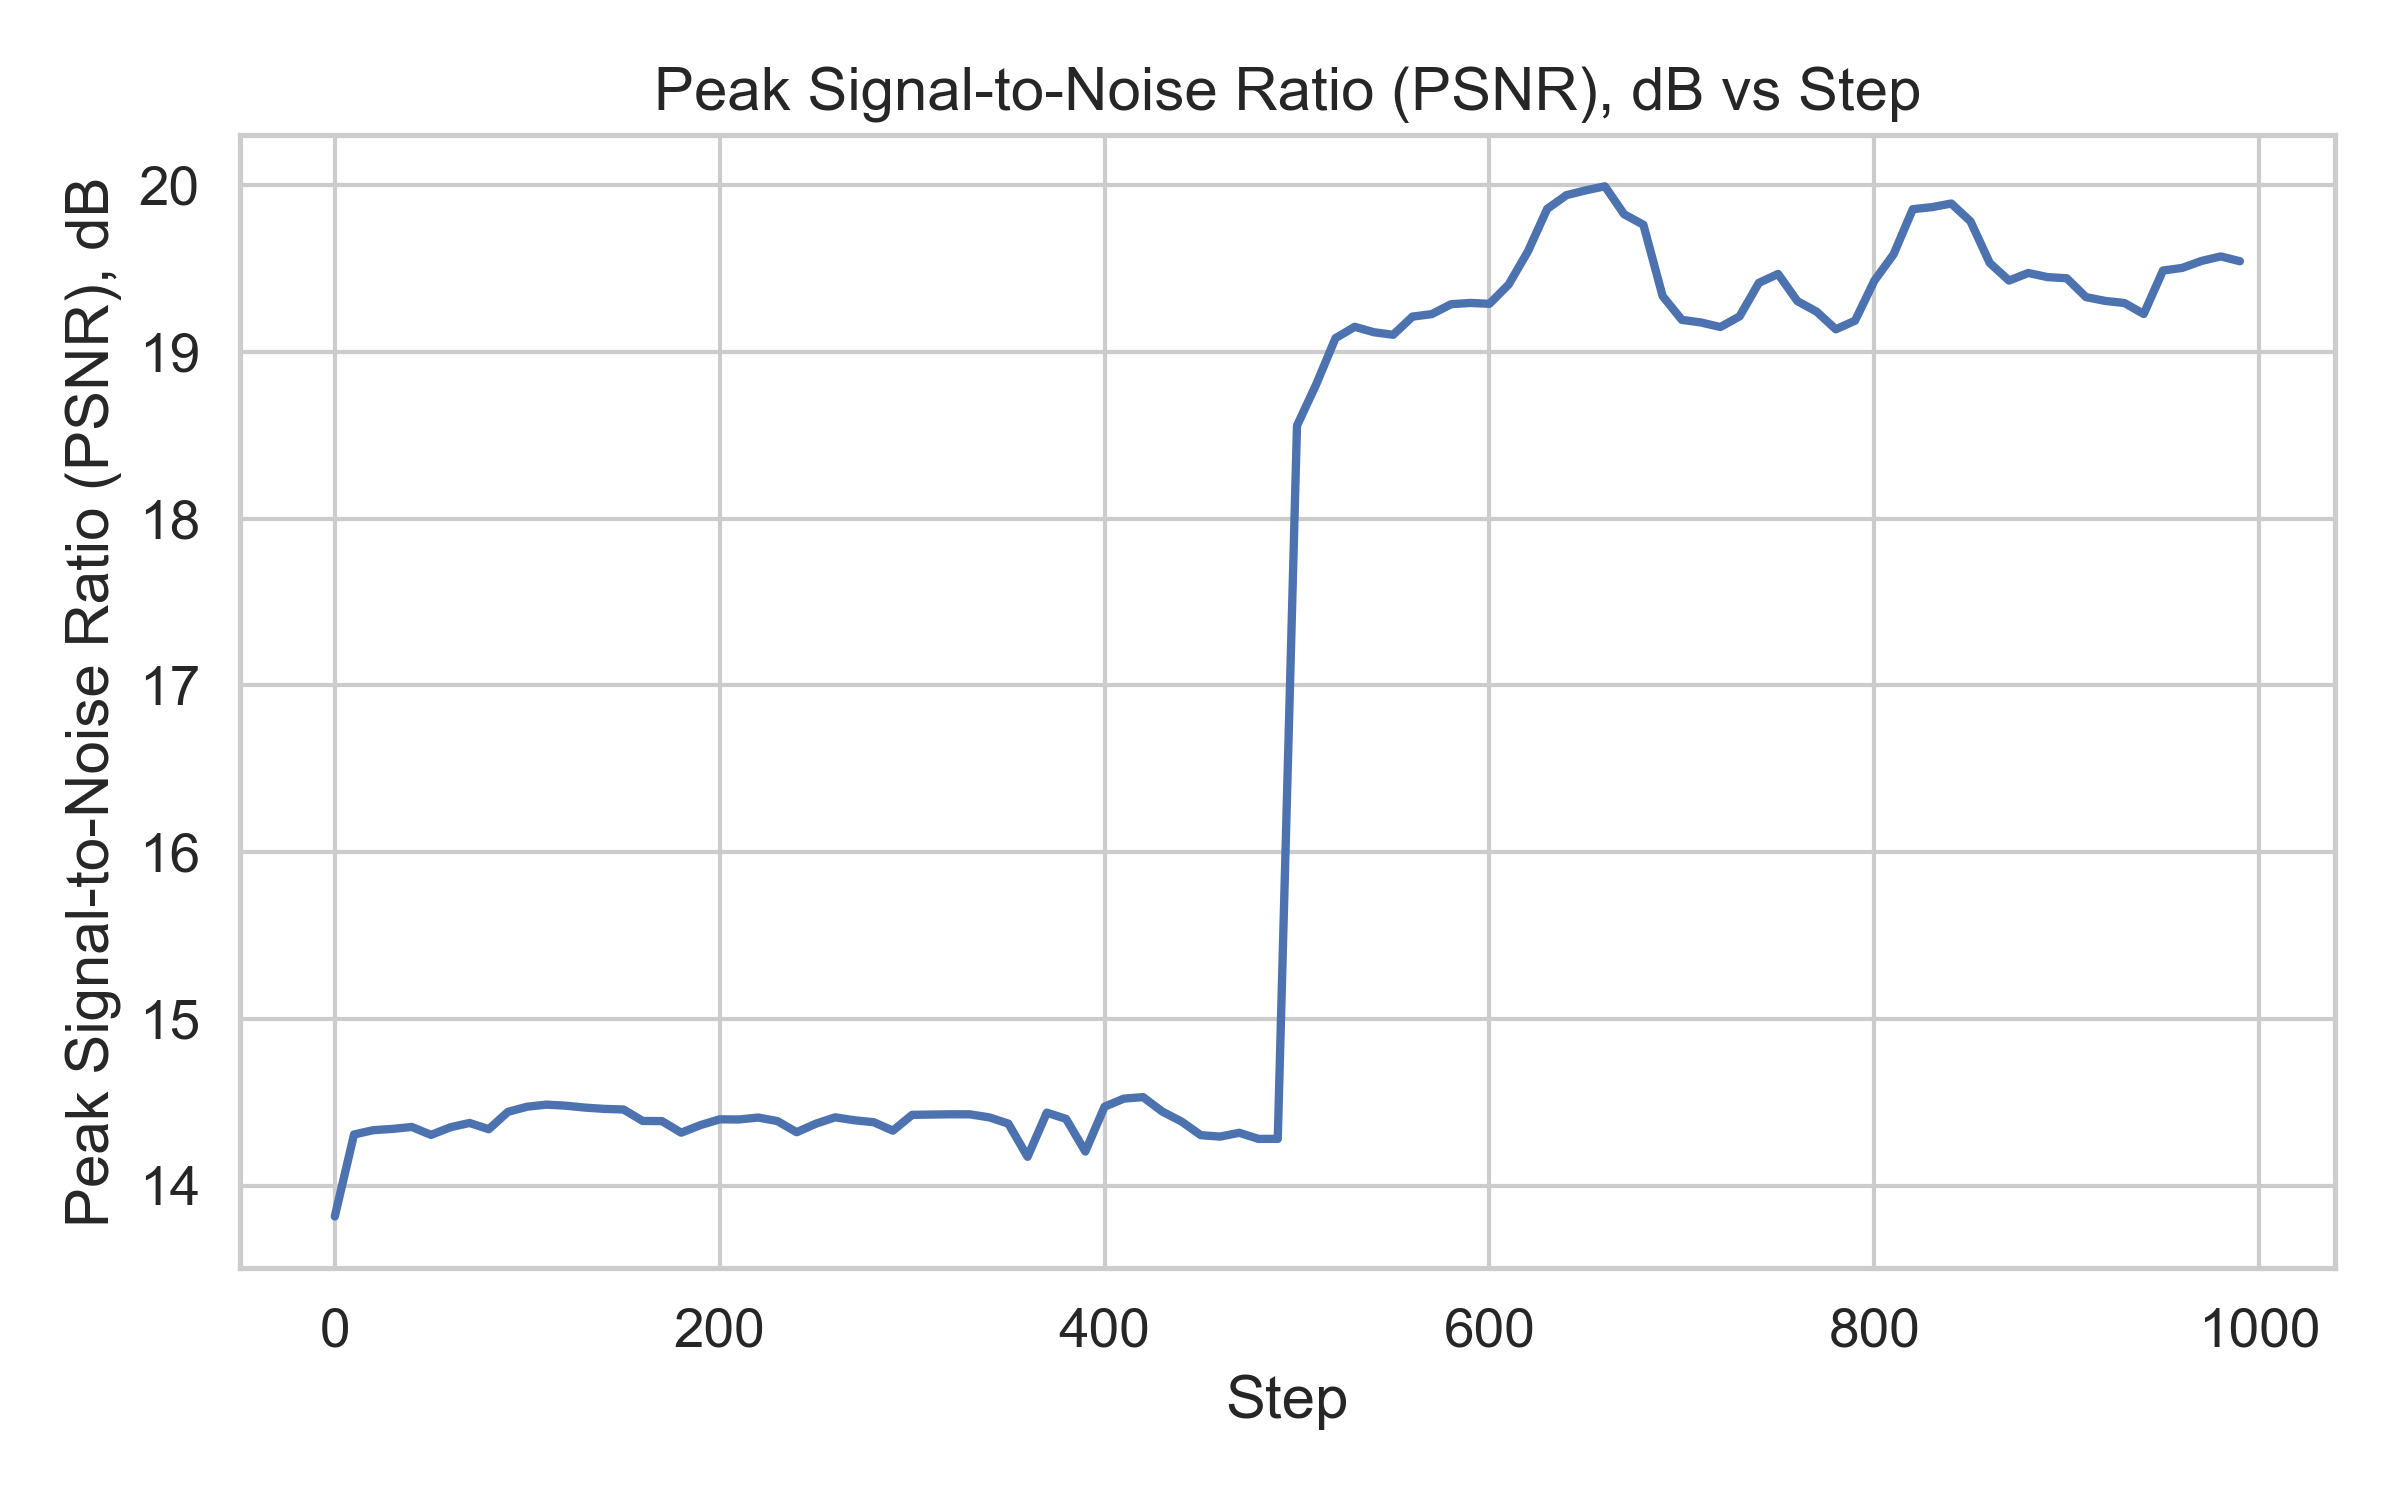 Peak Signal-to-Noise Ratio (PSNR), dB vs Step
Peak Signal-to-Noise Ratio (PSNR), dB
20
19
18
17
16
15
14
0 200 400 600 800 1000
Step